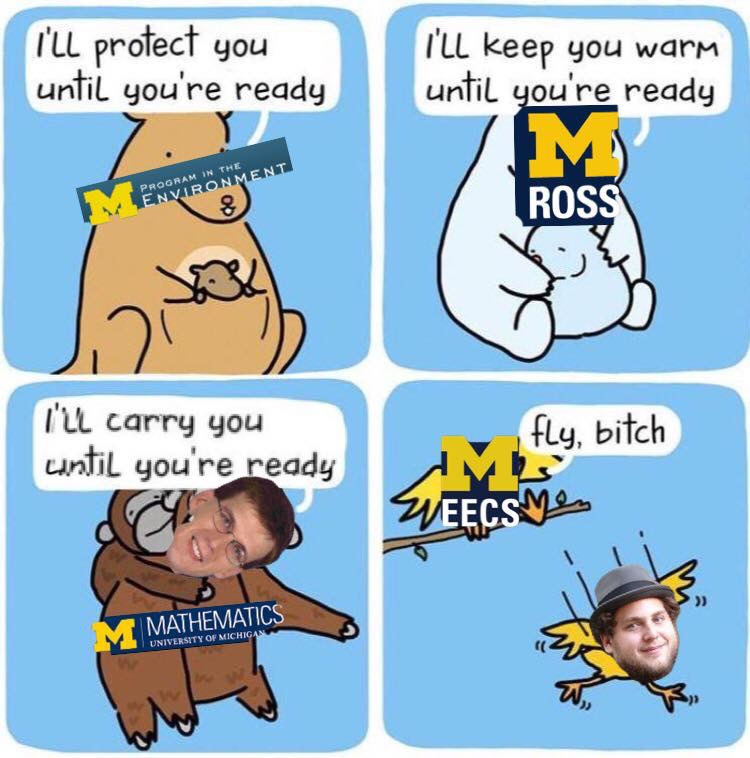 I'LL protect you
until you're ready
M PROGRAM IN THE
ENVIRONMENT
I'LL keep you warm
until you're ready
M
ROSS
I'LL carry you
until you're ready
M MATHEMATICS
UNIVERSITY OF MICHIGAN
fly, bitch
M
EECS